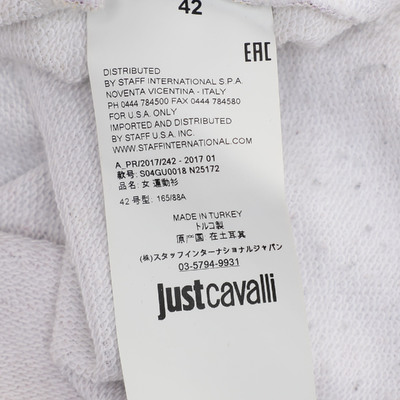 42
EAC
DISTRIBUTED
BY STAFF INTERNATIONAL S.P.A.
NOVENTA VICENTINA - ITALY
PH 0444 784500 FAX 0444 784580
FOR U.S.A. ONLY
IMPORTED AND DISTRIBUTED
BY STAFF U.S.A. INC.
WWW.STAFFINTERNATIONAL.COM
A_PR/2017/242 - 2017 01
款号: S04GU0018 N25172
品名: 女 運動衫
42 号型: 165/88A
MADE IN TURKEY
トルコ製
原产国: 在土耳其
(株)スタッフインターナショナルジャパン
03-5794-9931
justcavalli